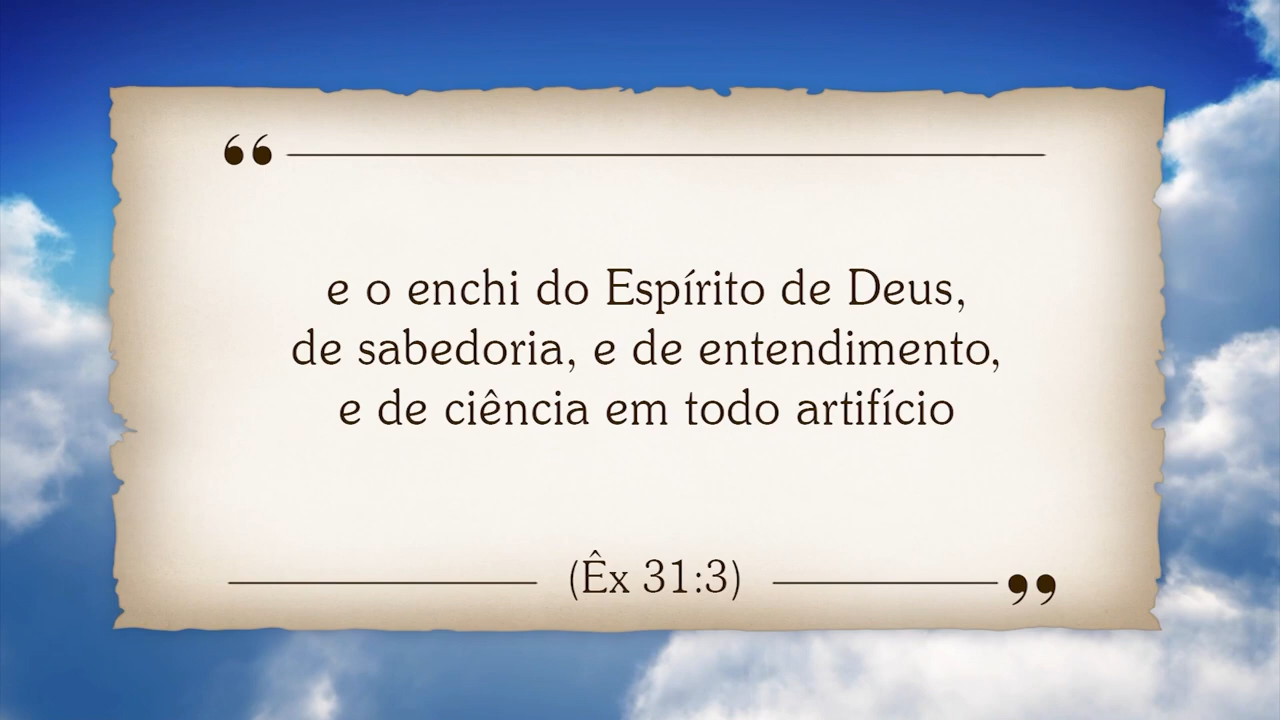 e o enchi do Espírito de Deus,
de sabedoria, e de entendimento,
e de ciência em todo artifício
(Êx 31:3)